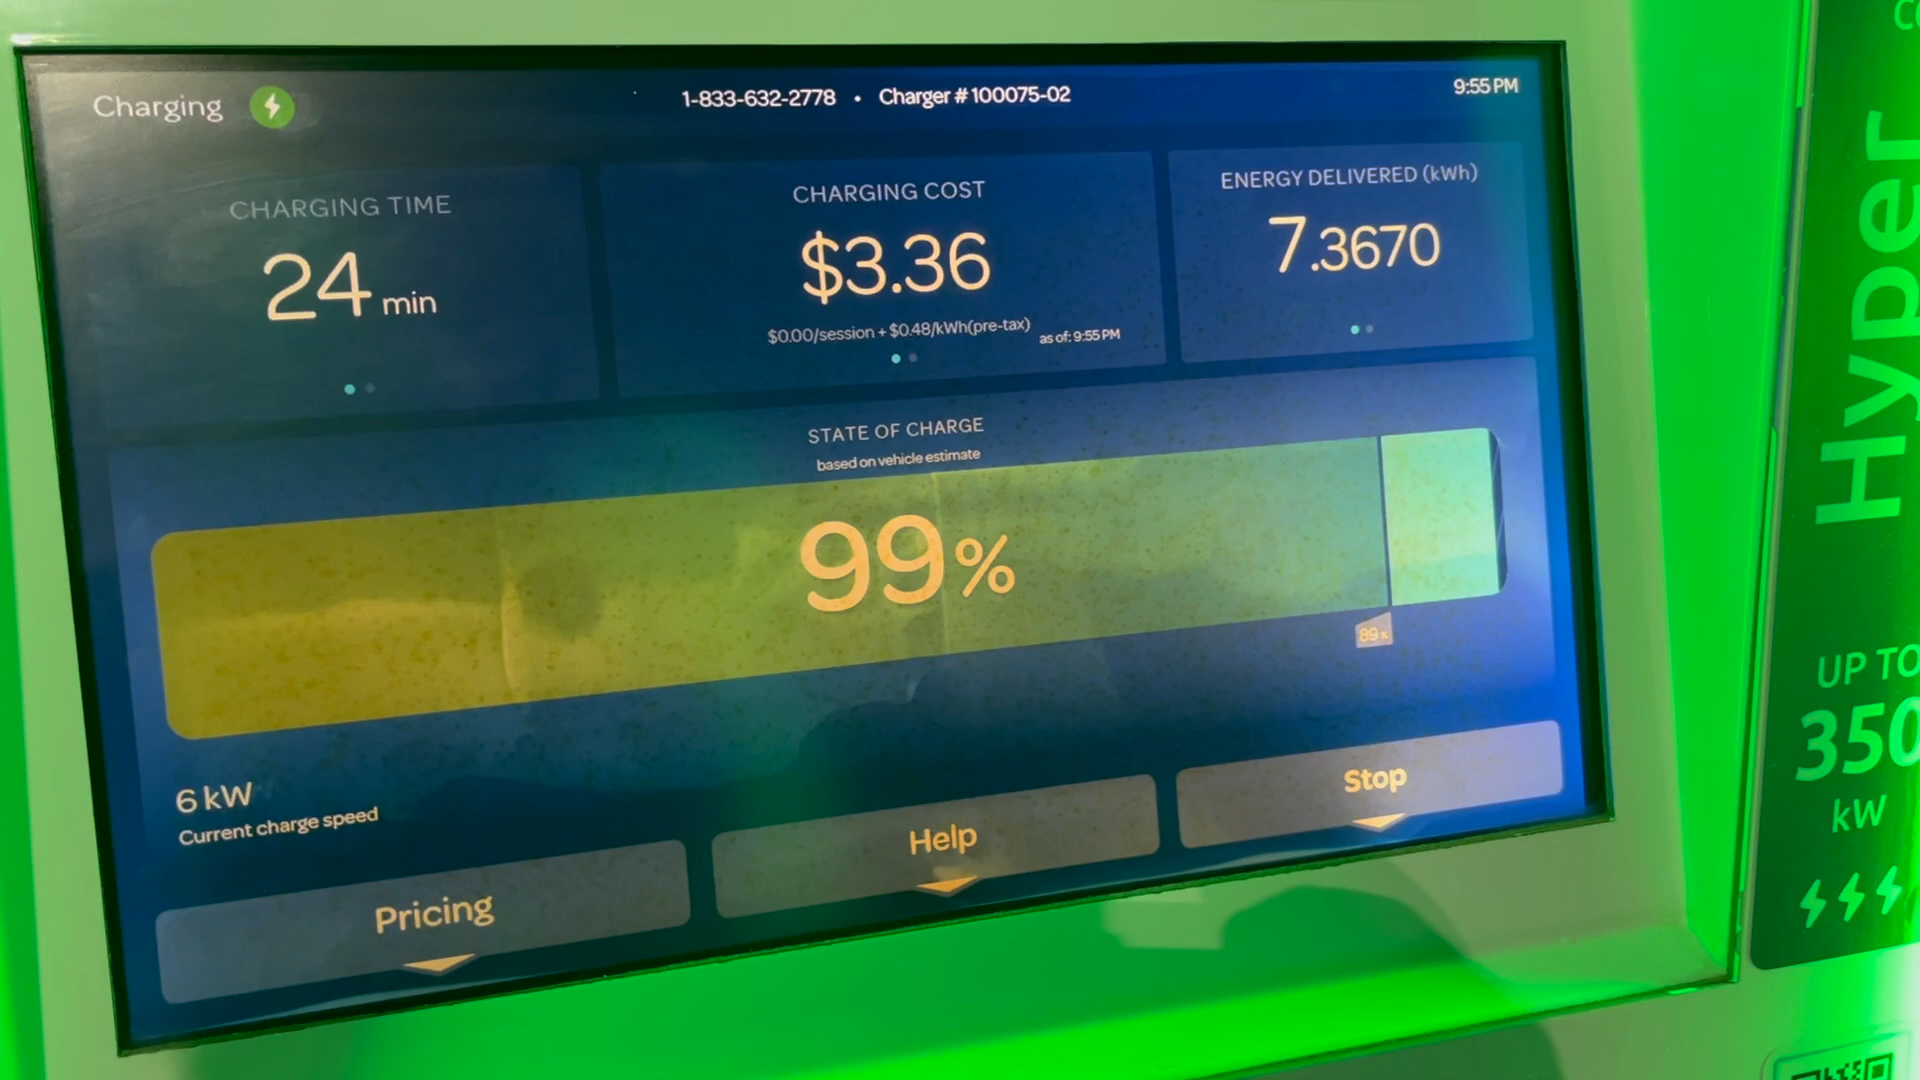 Charging
1-833-632-2778 • Charger # 100075-02
9:55 PM
CHARGING TIME
24 min
CHARGING COST
$3.36
$0.00/session + $0.48/kWh(pre-tax)
as of: 9:55 PM
ENERGY DELIVERED (kWh)
7.3670
STATE OF CHARGE
based on vehicle estimate
99%
89%
6 kW
Current charge speed
Pricing
Help
Stop
Hyper
UP TO
350
kW